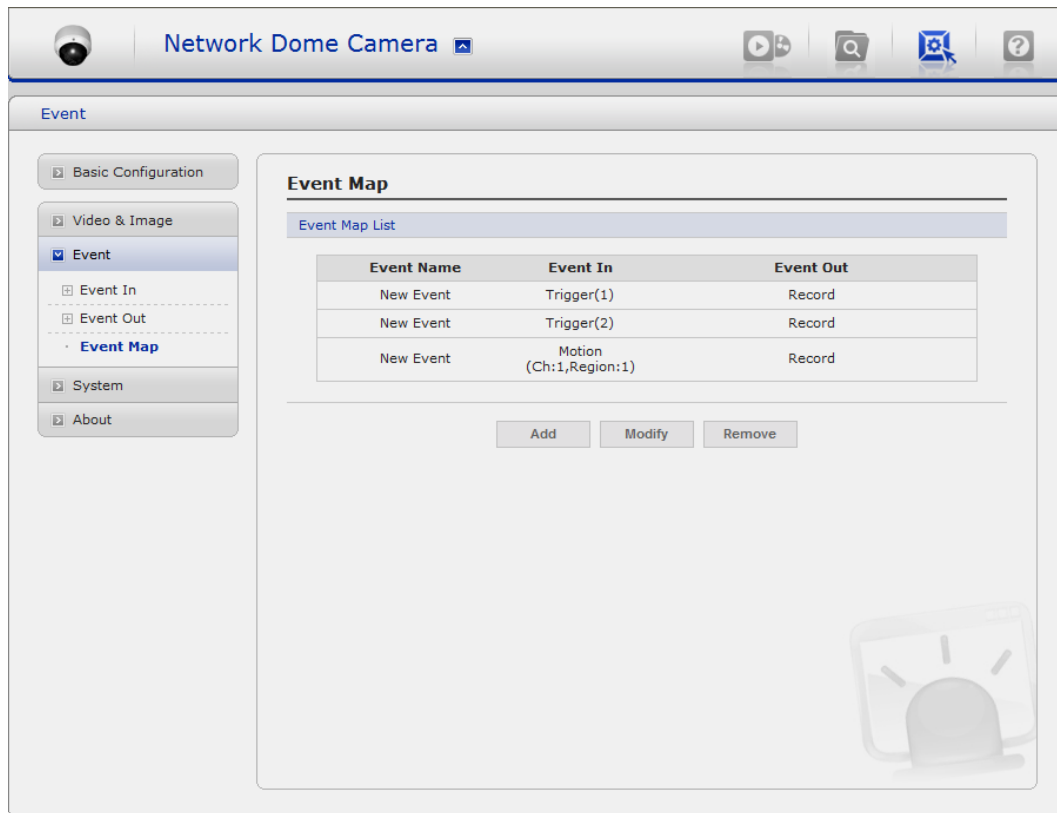 Network Dome Camera
Event
Basic Configuration
Video & Image
Event
Event In
Event Out
Event Map
System
About
Event Map
Event Map List
Event Name Event In Event Out
New Event Trigger(1) Record
New Event Trigger(2) Record
New Event Motion (Ch:1,Region:1) Record
Add Modify Remove